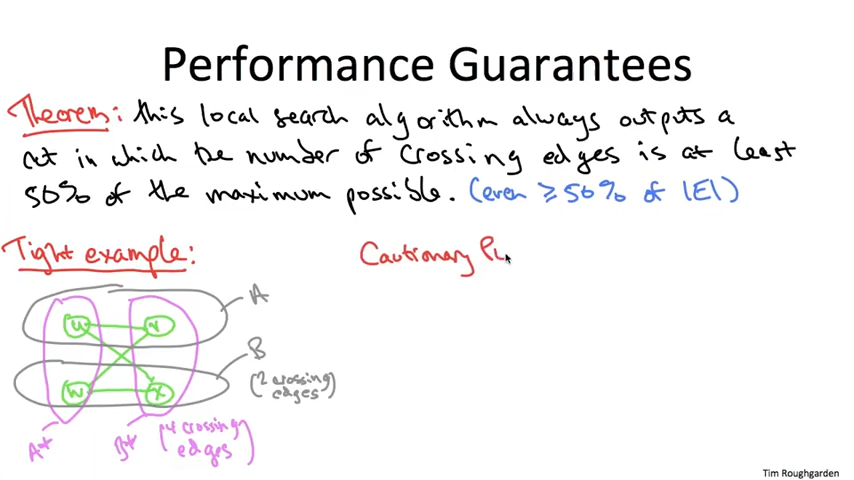 Performance Guarantees
Theorem: this local search algorithm always outputs a
cut in which the number of crossing edges is at least
50% of the maximum possible. (even ≥ 50% of |E|)
Tight example:
Cautionary
A
u
v
B
(2 crossing
edges)
w
x
(4 crossing
edges)
A*
B*
Tim Roughgarden